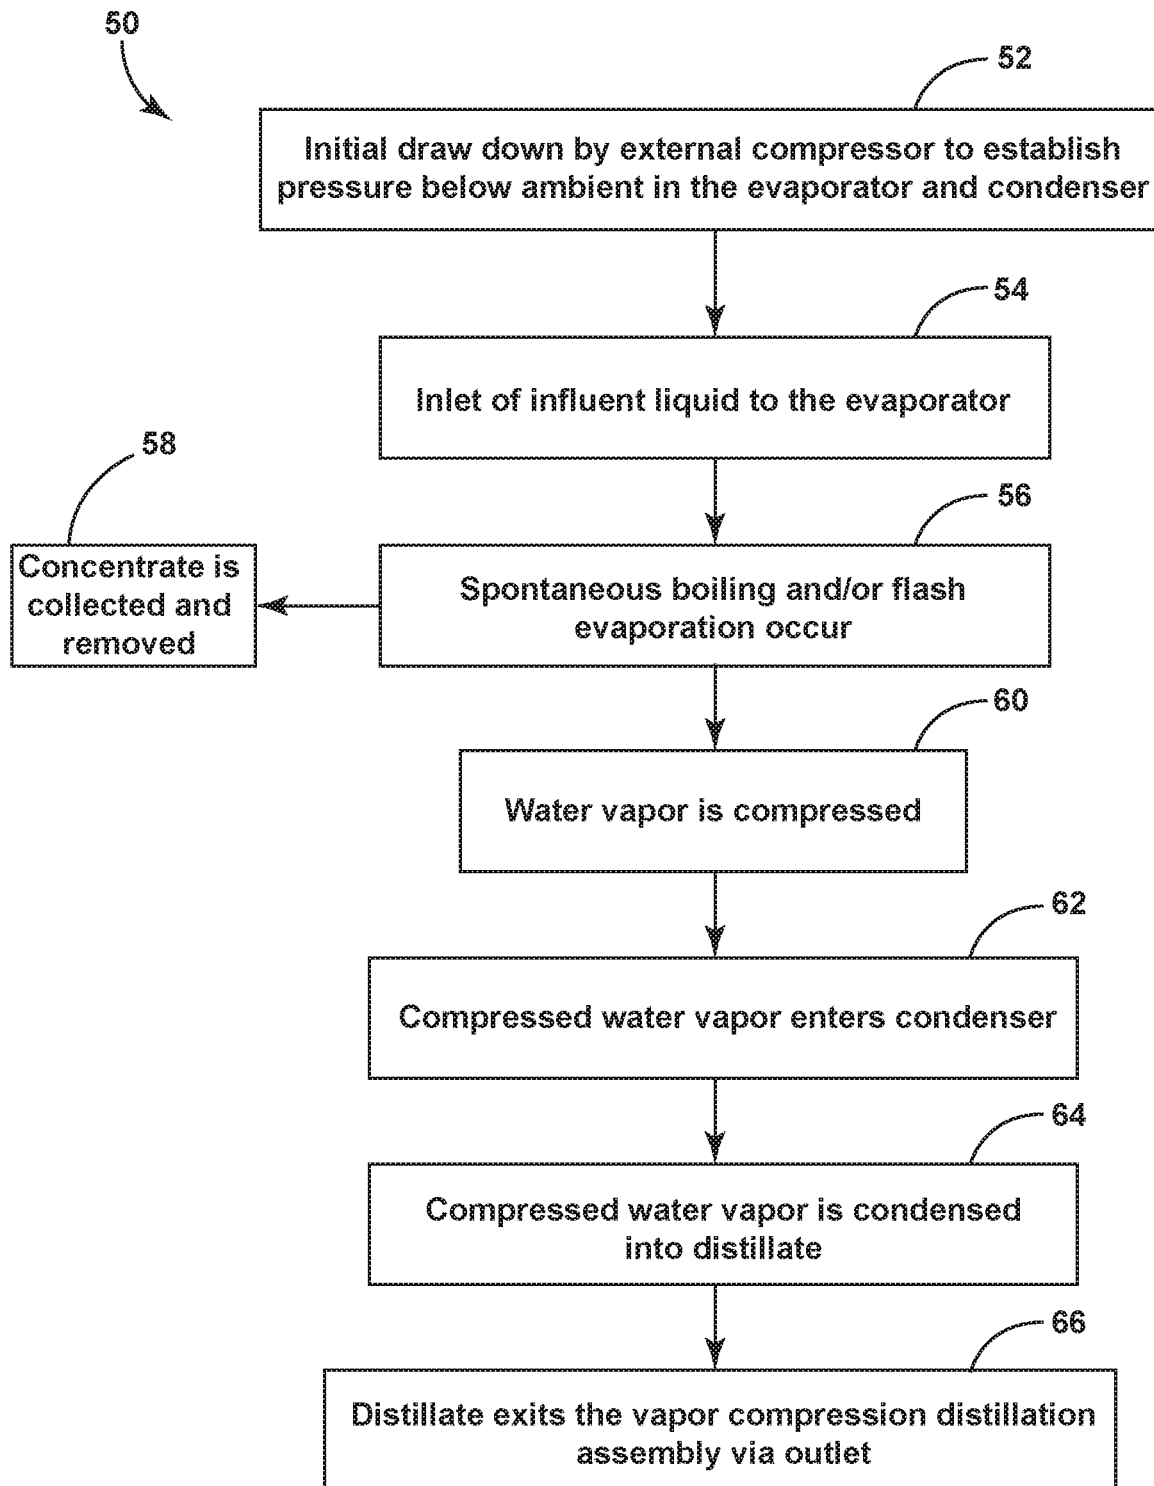 50
52
Initial draw down by external compressor to establish
pressure below ambient in the evaporator and condenser
54
Inlet of influent liquid to the evaporator
58
56
Concentrate is
collected and
removed
Spontaneous boiling and/or flash
evaporation occur
60
Water vapor is compressed
62
Compressed water vapor enters condenser
64
Compressed water vapor is condensed
into distillate
66
Distillate exits the vapor compression distillation
assembly via outlet